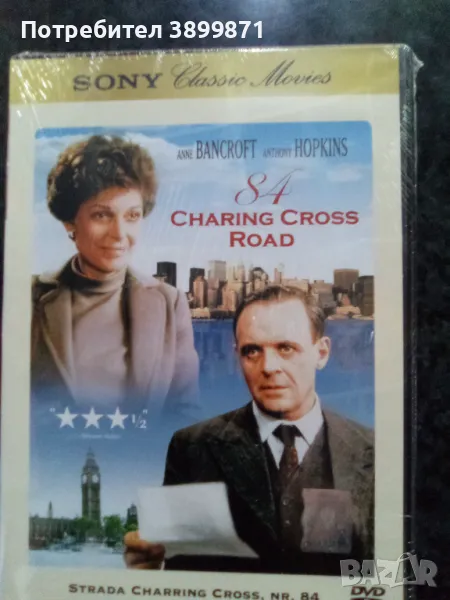 Потребител 3899871
SONY Classic Movies
ANNE BANCROFT ANTHONY HOPKINS
84
CHARING CROSS
ROAD
"★★★½"
STRADA CHARRING CROSS, NR. 84
DVD
BAZAR